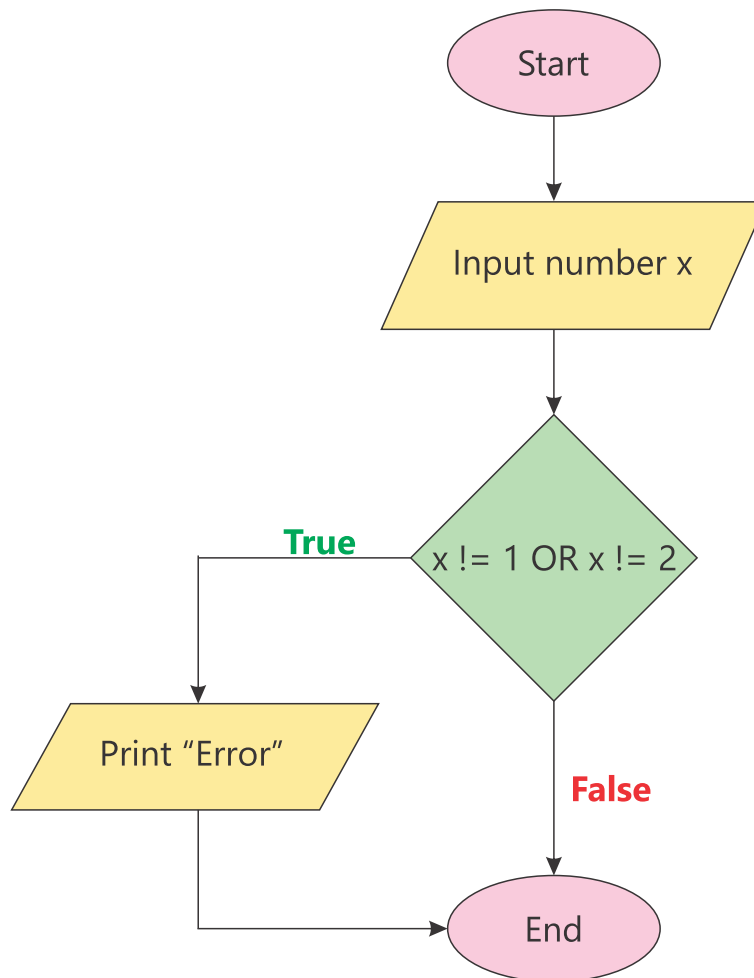 Start
Input number x
x != 1 OR x != 2
True
Print “Error”
False
End